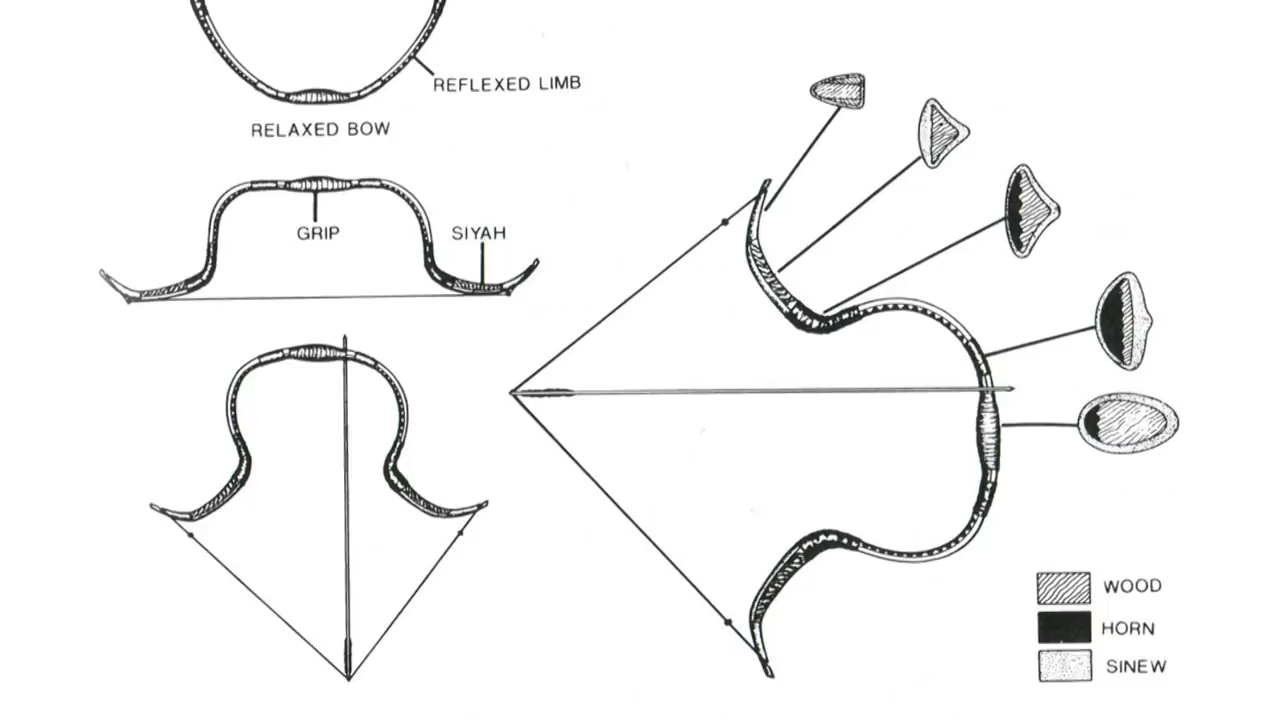 REFLEXED LIMB
RELAXED BOW
GRIP
SIYAH
WOOD
HORN
SINEW